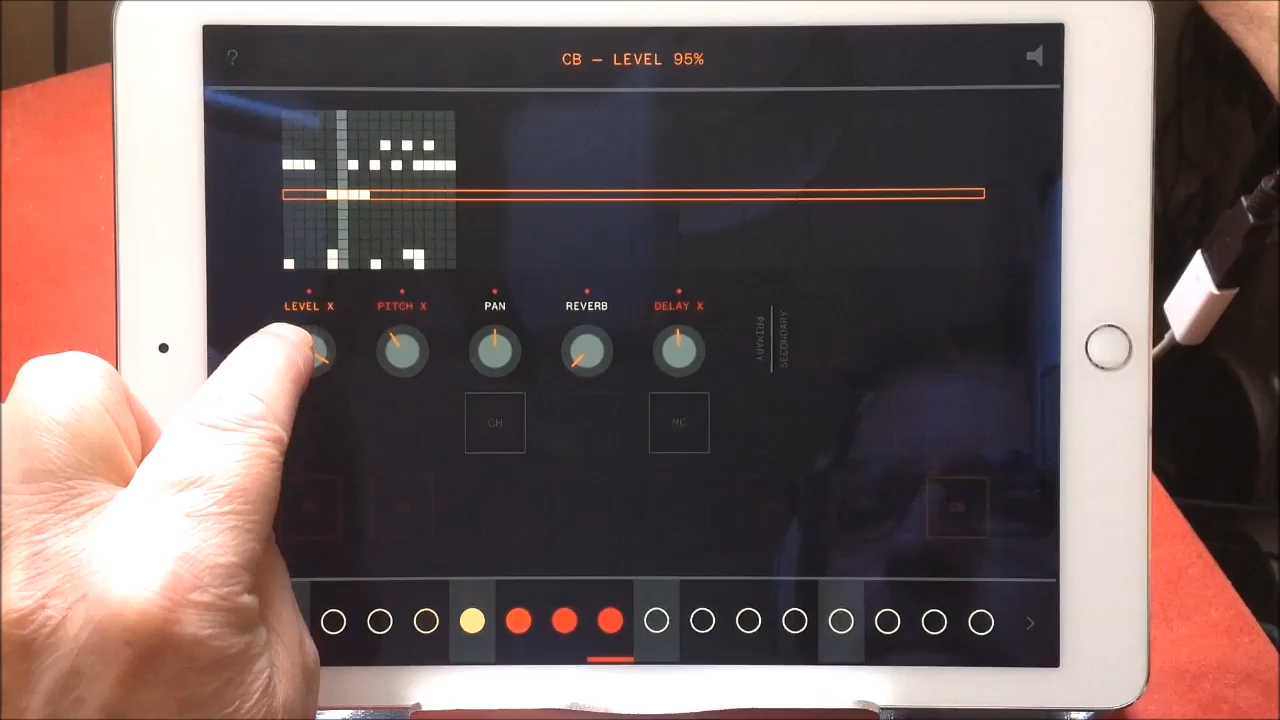 ?
CB — LEVEL 95%
LEVEL X PITCH X PAN REVERB DELAY X
PRIMARY
SECONDARY
CH MC